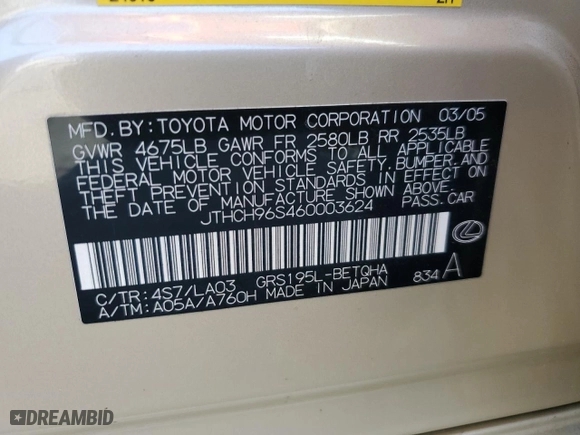 MFD. BY: TOYOTA MOTOR CORPORATION 03/05
GVWR 4675LB GAWR FR 2580LB RR 2535LB
THIS VEHICLE CONFORMS TO ALL APPLICABLE
FEDERAL MOTOR VEHICLE SAFETY, BUMPER, AND
THEFT PREVENTION STANDARDS IN EFFECT ON
THE DATE OF MANUFACTURE SHOWN ABOVE.
JTHCH96S460003624 PASS. CAR
C/TR: 4S7/LA03 GRS195L-BETQHA
A/TM: A05A/A760H MADE IN JAPAN 834 A
DREAMBID